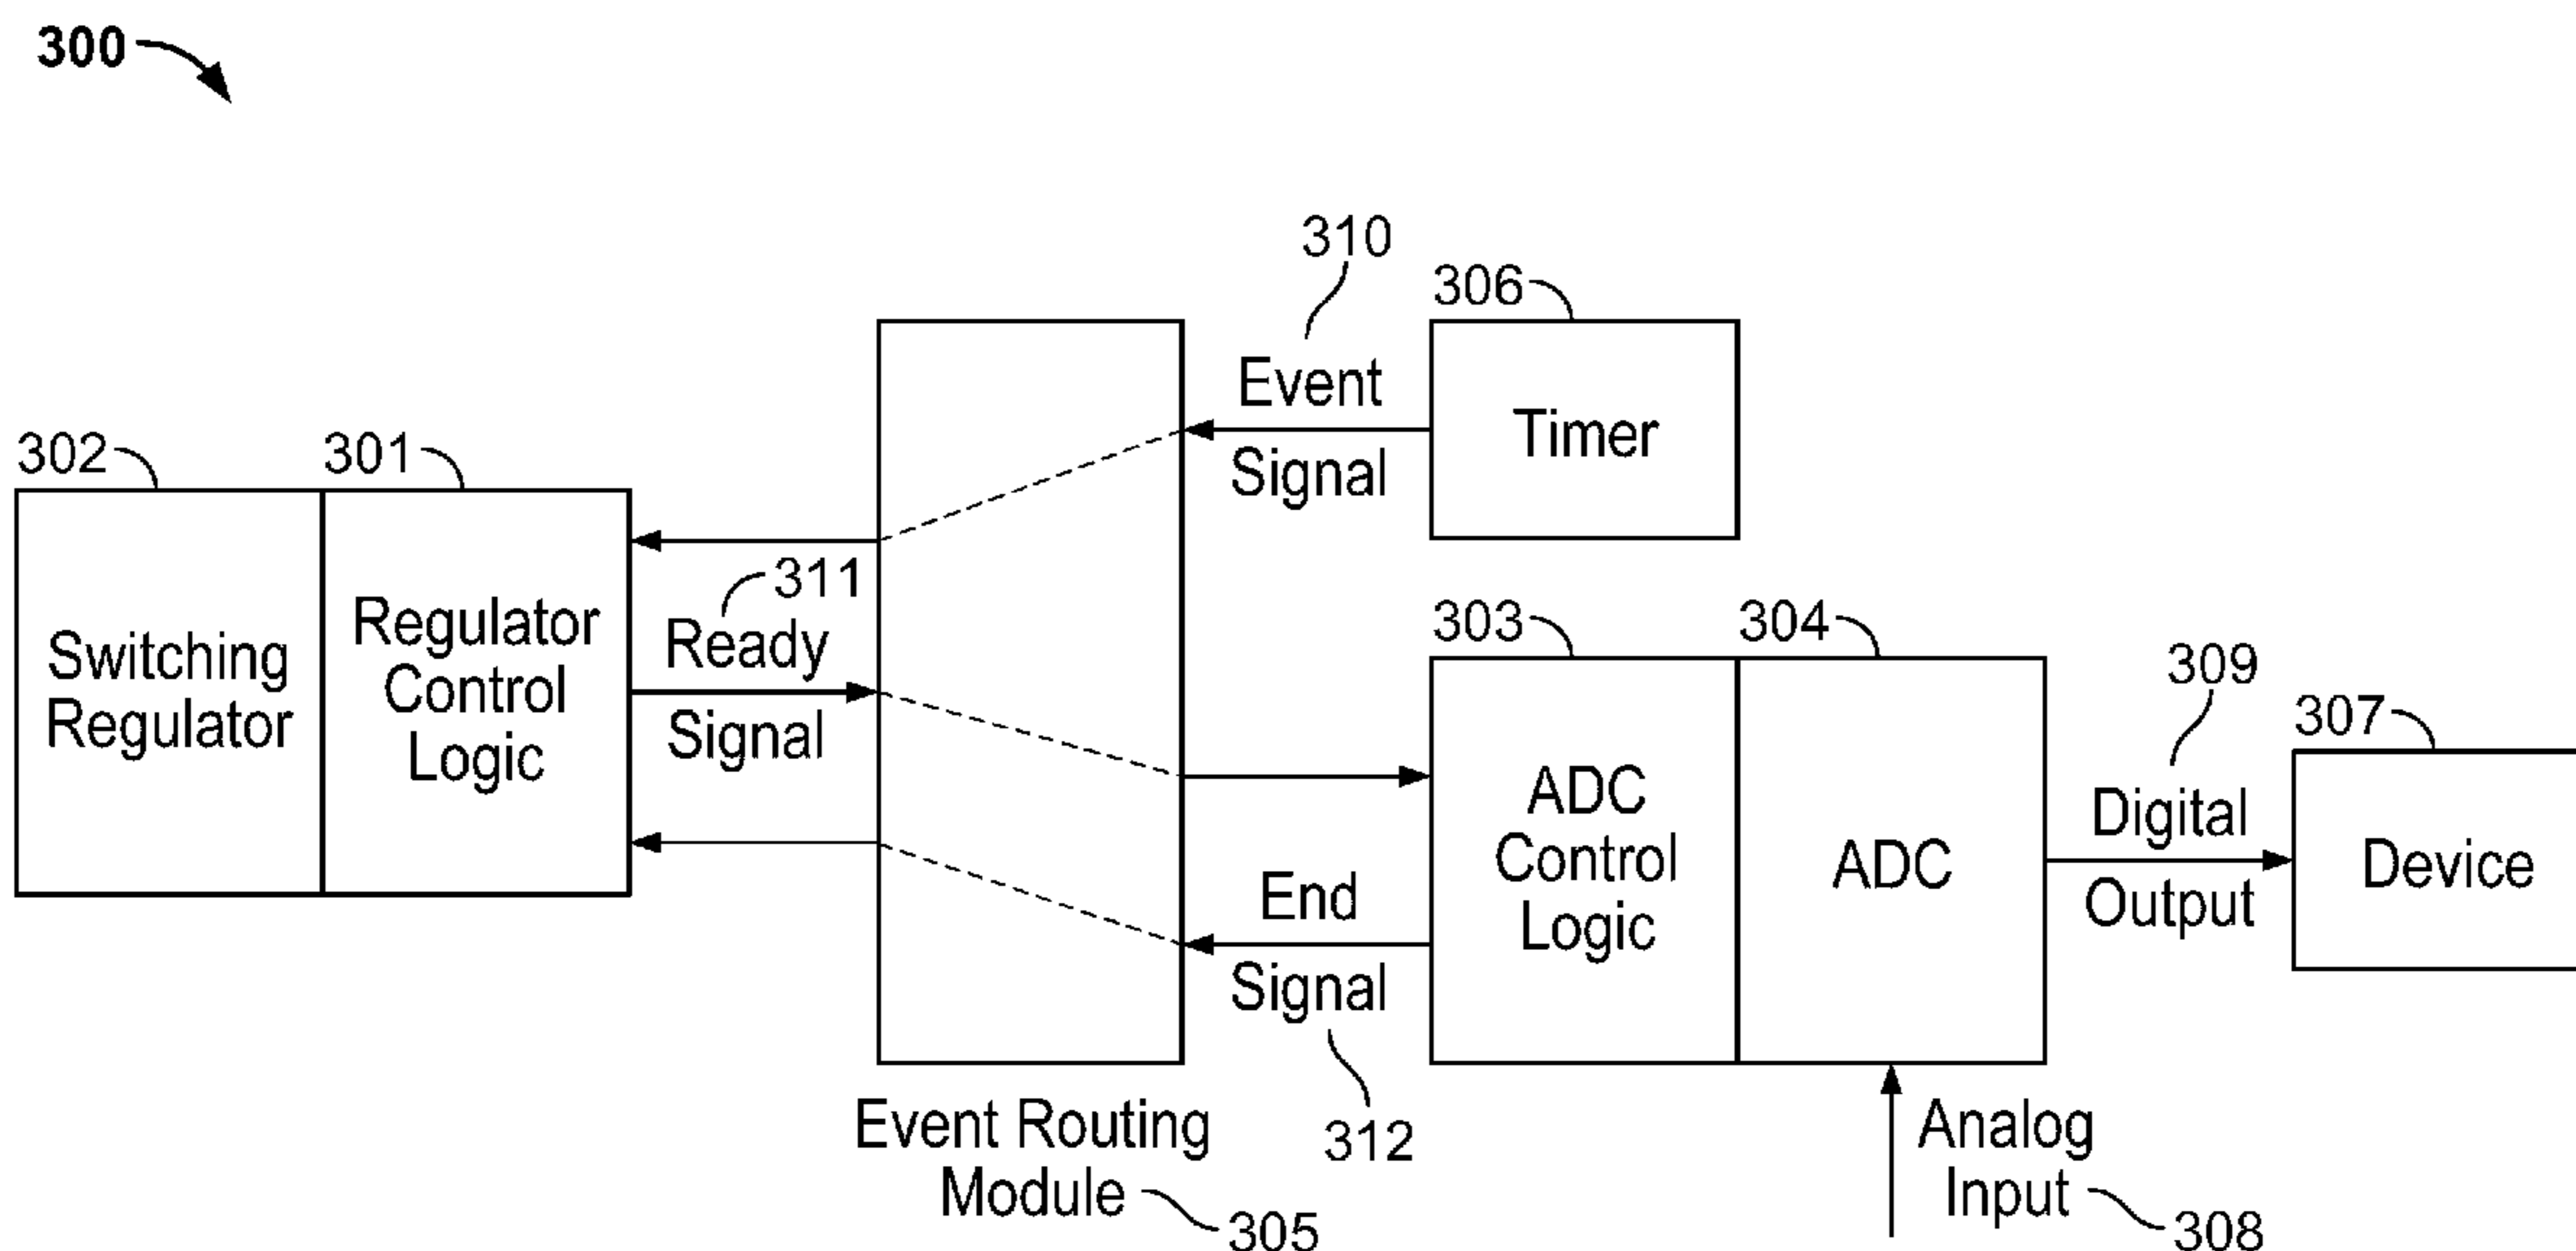 300
310
306
Event
Signal
Timer
302
301
Switching
Regulator
Regulator
Control
Logic
311
Ready
Signal
303
304
ADC
Control
Logic
ADC
309
Digital
Output
307
Device
End
Signal
312
Event Routing
Module
305
Analog
Input
308